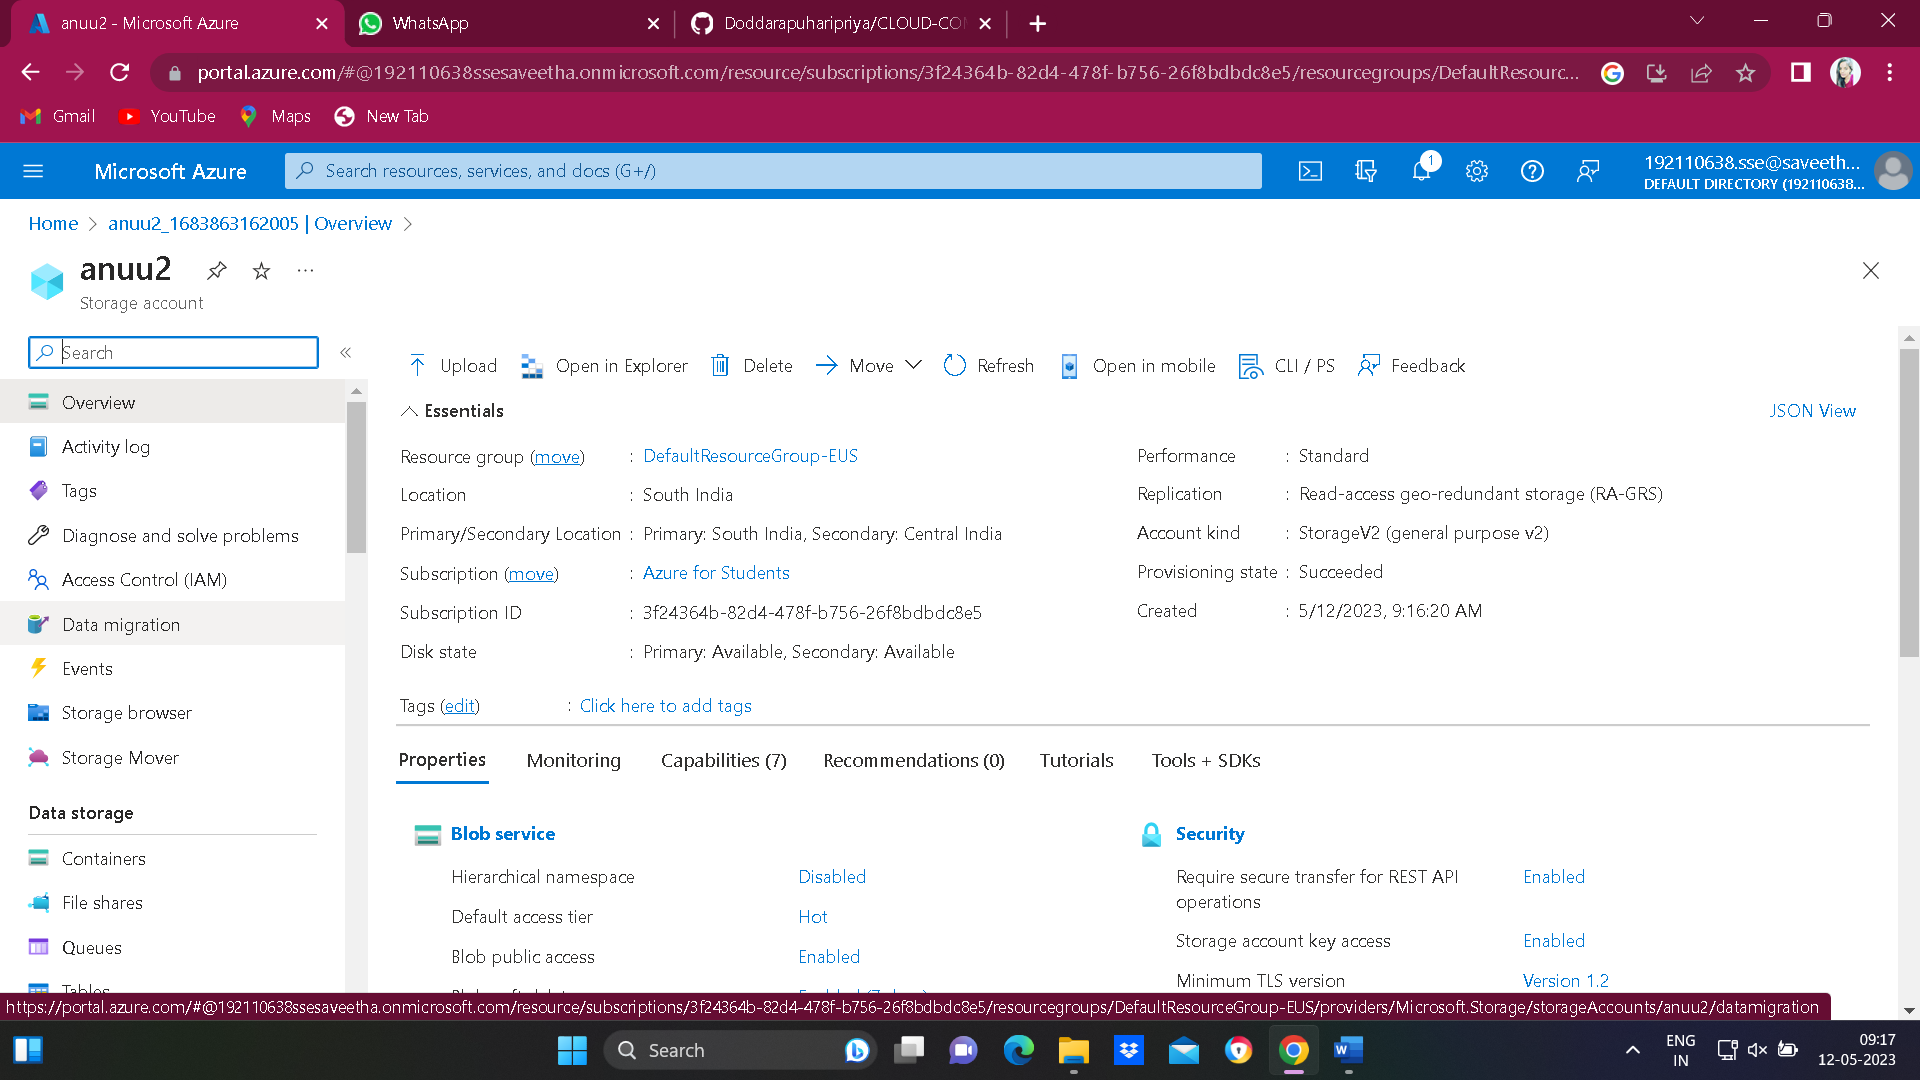 anuu2 - Microsoft Azure
WhatsApp
Doddarapuharipriya/CLOUD-CO
portal.azure.com/#@192110638ssesaveetha.onmicrosoft.com/resource/subscriptions/3f24364b-82d4-478f-b756-26f8bdbdc8e5/resourcegroups/DefaultResourc...
Gmail
YouTube
Maps
New Tab
Microsoft Azure
Search resources, services, and docs (G+/)
1
192110638.sse@saveeth...
DEFAULT DIRECTORY (192110638...
Home > anuu2_1683863162005 | Overview >
anuu2
Storage account
Search
Overview
Activity log
Tags
Diagnose and solve problems
Access Control (IAM)
Data migration
Events
Storage browser
Storage Mover
Data storage
Containers
File shares
Queues
Tables
Upload
Open in Explorer
Delete
Move
Refresh
Open in mobile
CLI / PS
Feedback
Essentials
JSON View
Resource group (move) : DefaultResourceGroup-EUS
Location : South India
Primary/Secondary Location : Primary: South India, Secondary: Central India
Subscription (move) : Azure for Students
Subscription ID : 3f24364b-82d4-478f-b756-26f8bdbdc8e5
Disk state : Primary: Available, Secondary: Available
Performance : Standard
Replication : Read-access geo-redundant storage (RA-GRS)
Account kind : StorageV2 (general purpose v2)
Provisioning state : Succeeded
Created : 5/12/2023, 9:16:20 AM
Tags (edit) : Click here to add tags
Properties
Monitoring
Capabilities (7)
Recommendations (0)
Tutorials
Tools + SDKs
Blob service
Hierarchical namespace Disabled
Default access tier Hot
Blob public access Enabled
Security
Require secure transfer for REST API operations Enabled
Storage account key access Enabled
Minimum TLS version Version 1.2
https://portal.azure.com/#@192110638ssesaveetha.onmicrosoft.com/resource/subscriptions/3f24364b-82d4-478f-b756-26f8bdbdc8e5/resourcegroups/DefaultResourceGroup-EUS/providers/Microsoft.Storage/storageAccounts/anuu2/datamigration
Search
ENG
IN
09:17
12-05-2023